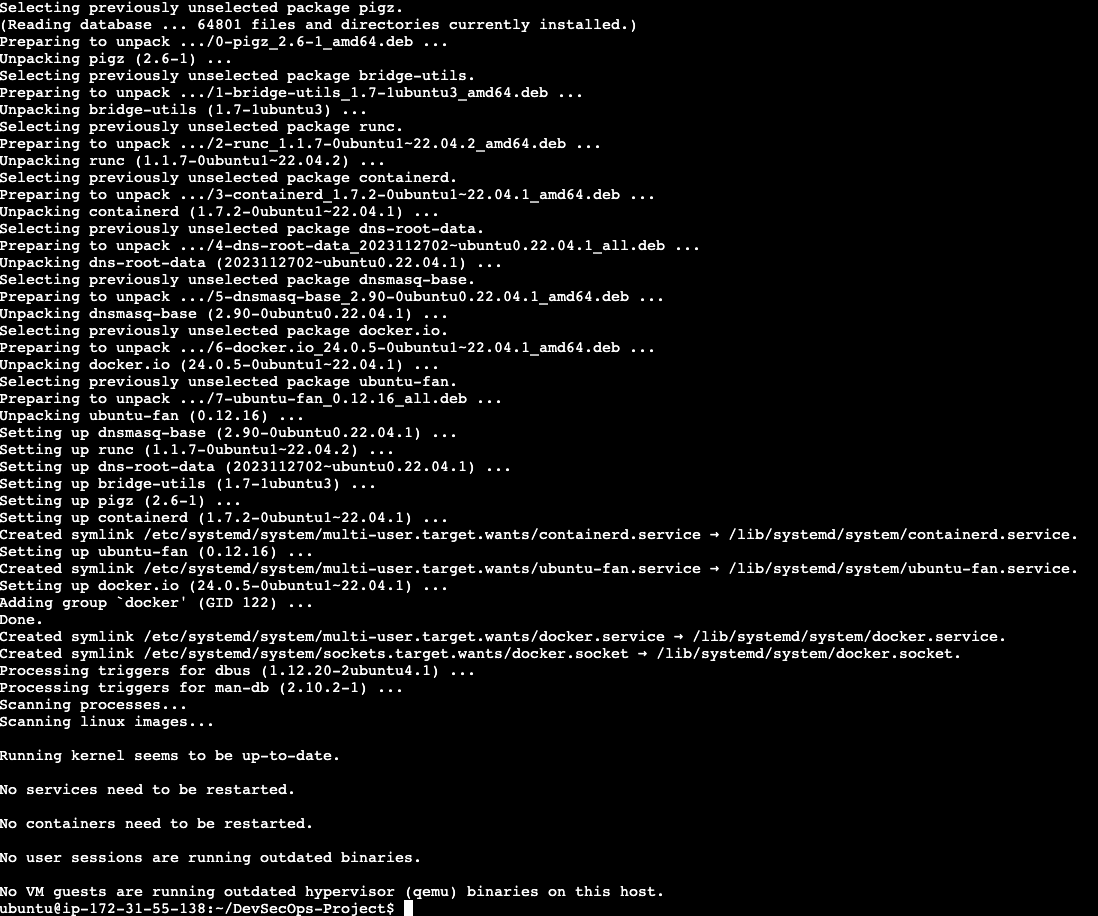 Selecting previously unselected package pigz.
(Reading database ... 64801 files and directories currently installed.)
Preparing to unpack .../0-pigz_2.6-1_amd64.deb ...
Unpacking pigz (2.6-1) ...
Selecting previously unselected package bridge-utils.
Preparing to unpack .../1-bridge-utils_1.7-1ubuntu3_amd64.deb ...
Unpacking bridge-utils (1.7-1ubuntu3) ...
Selecting previously unselected package runc.
Preparing to unpack .../2-runc_1.1.7-0ubuntu1~22.04.2_amd64.deb ...
Unpacking runc (1.1.7-0ubuntu1~22.04.2) ...
Selecting previously unselected package containerd.
Preparing to unpack .../3-containerd_1.7.2-0ubuntu1~22.04.1_amd64.deb ...
Unpacking containerd (1.7.2-0ubuntu1~22.04.1) ...
Selecting previously unselected package dns-root-data.
Preparing to unpack .../4-dns-root-data_2023112702~ubuntu0.22.04.1_all.deb ...
Unpacking dns-root-data (2023112702~ubuntu0.22.04.1) ...
Selecting previously unselected package dnsmasq-base.
Preparing to unpack .../5-dnsmasq-base_2.90-0ubuntu0.22.04.1_amd64.deb ...
Unpacking dnsmasq-base (2.90-0ubuntu0.22.04.1) ...
Selecting previously unselected package docker.io.
Preparing to unpack .../6-docker.io_24.0.5-0ubuntu1~22.04.1_amd64.deb ...
Unpacking docker.io (24.0.5-0ubuntu1~22.04.1) ...
Selecting previously unselected package ubuntu-fan.
Preparing to unpack .../7-ubuntu-fan_0.12.16_all.deb ...
Unpacking ubuntu-fan (0.12.16) ...
Setting up dnsmasq-base (2.90-0ubuntu0.22.04.1) ...
Setting up runc (1.1.7-0ubuntu1~22.04.2) ...
Setting up dns-root-data (2023112702~ubuntu0.22.04.1) ...
Setting up bridge-utils (1.7-1ubuntu3) ...
Setting up pigz (2.6-1) ...
Setting up containerd (1.7.2-0ubuntu1~22.04.1) ...
Created symlink /etc/systemd/system/multi-user.target.wants/containerd.service → /lib/systemd/system/containerd.service.
Setting up ubuntu-fan (0.12.16) ...
Created symlink /etc/systemd/system/multi-user.target.wants/ubuntu-fan.service → /lib/systemd/system/ubuntu-fan.service.
Setting up docker.io (24.0.5-0ubuntu1~22.04.1) ...
Adding group `docker' (GID 122) ...
Done.
Created symlink /etc/systemd/system/multi-user.target.wants/docker.service → /lib/systemd/system/docker.service.
Created symlink /etc/systemd/system/sockets.target.wants/docker.socket → /lib/systemd/system/docker.socket.
Processing triggers for dbus (1.12.20-2ubuntu4.1) ...
Processing triggers for man-db (2.10.2-1) ...
Scanning processes...
Scanning linux images...
Running kernel seems to be up-to-date.
No services need to be restarted.
No containers need to be restarted.
No user sessions are running outdated binaries.
No VM guests are running outdated hypervisor (qemu) binaries on this host.
ubuntu@ip-172-31-55-138:~/DevSecOps-Project$